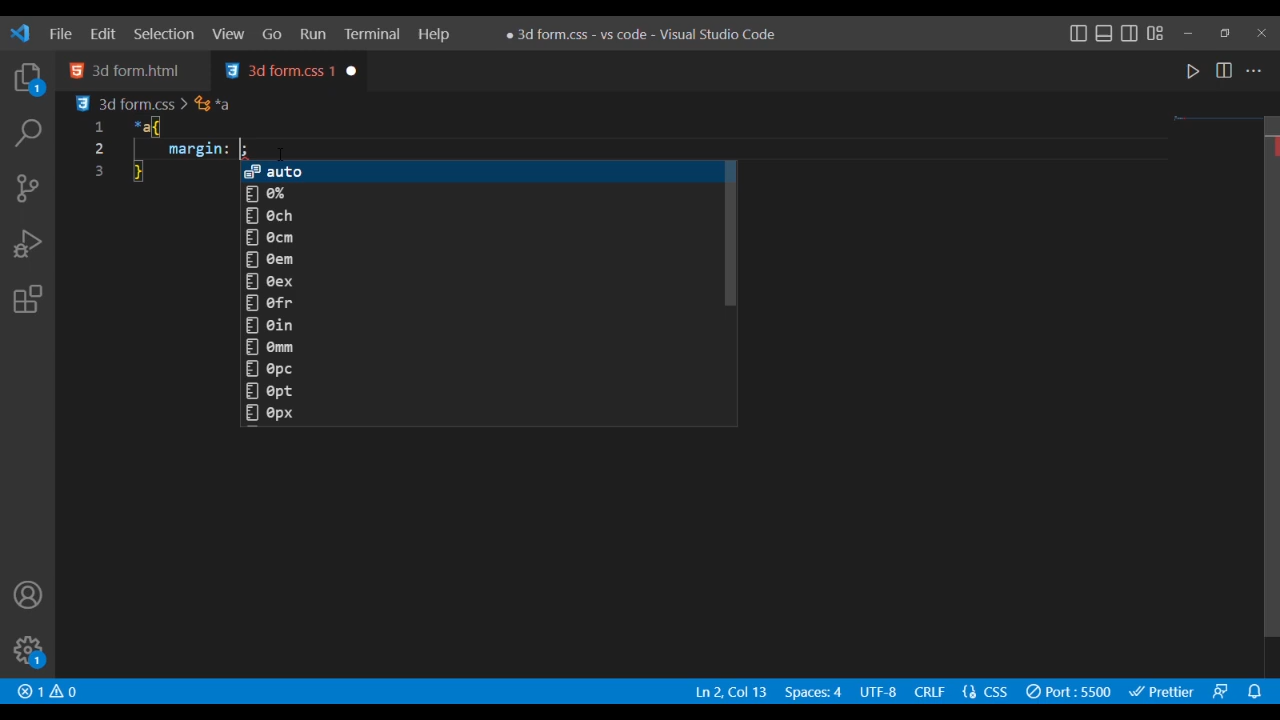 File Edit Selection View Go Run Terminal Help ● 3d form.css - vs code - Visual Studio Code
3d form.html 3d form.css 1 ●
1
3d form.css > *a
1 *a{
2 margin: ;
3 }
auto
0%
0ch
0cm
0em
0ex
0fr
0in
0mm
0pc
0pt
0px
1
1 0 Ln 2, Col 13 Spaces: 4 UTF-8 CRLF {} CSS Port : 5500 Prettier